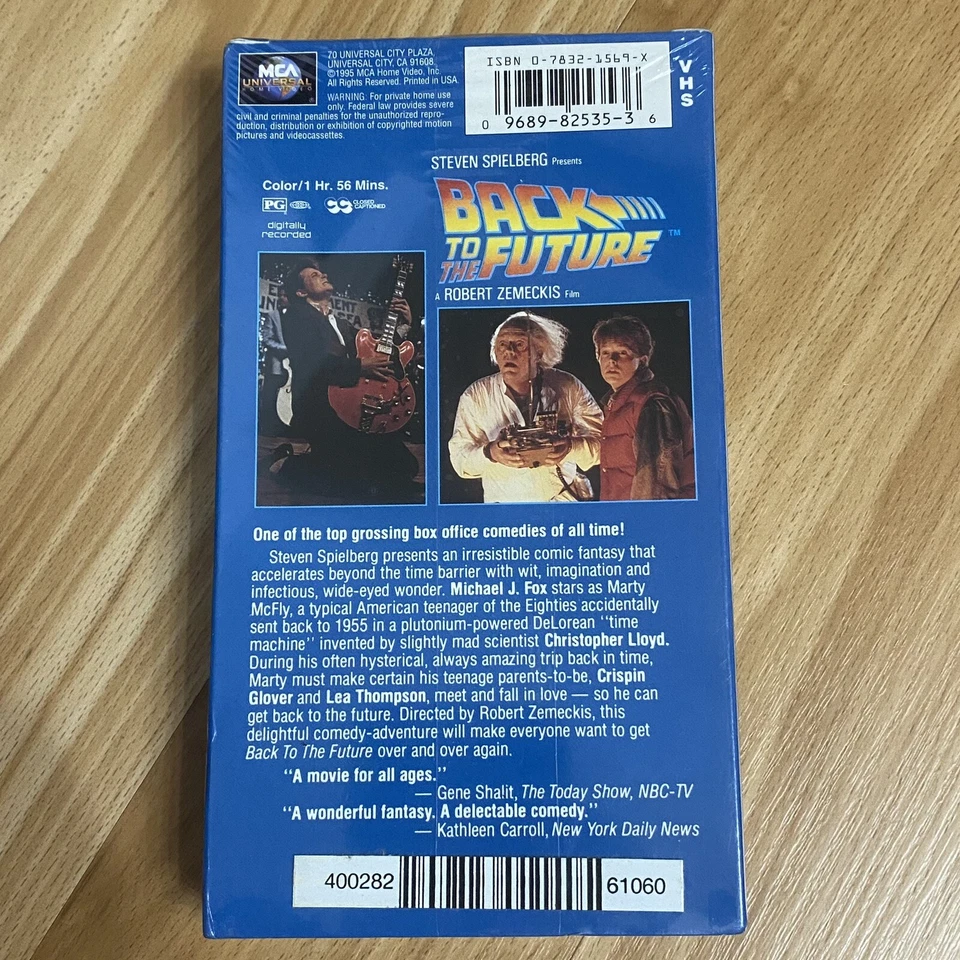 MCA
UNIVERSAL
HOME VIDEO
70 UNIVERSAL CITY PLAZA.
UNIVERSAL CITY, CA 91608.
©1995 MCA Home Video, Inc.
All Rights Reserved. Printed in USA.
WARNING: For private home use
only. Federal law provides severe
civil and criminal penalties for the unauthorized repro-
duction, distribution or exhibition of copyrighted motion
pictures and videocassettes.
ISBN 0-7832-1569-X
0 9689-82535-3 6
VHS
STEVEN SPIELBERG Presents
BACK
TO
THE FUTURE ™
A ROBERT ZEMECKIS Film
Color/1 Hr. 56 Mins.
PG
CC CLOSED CAPTIONED
digitally
recorded
One of the top grossing box office comedies of all time!
Steven Spielberg presents an irresistible comic fantasy that
accelerates beyond the time barrier with wit, imagination and
infectious, wide-eyed wonder. Michael J. Fox stars as Marty
McFly, a typical American teenager of the Eighties accidentally
sent back to 1955 in a plutonium-powered DeLorean "time
machine" invented by slightly mad scientist Christopher Lloyd.
During his often hysterical, always amazing trip back in time,
Marty must make certain his teenage parents-to-be, Crispin
Glover and Lea Thompson, meet and fall in love — so he can
get back to the future. Directed by Robert Zemeckis, this
delightful comedy-adventure will make everyone want to get
Back To The Future over and over again.
"A movie for all ages."
— Gene Shalit, The Today Show, NBC-TV
"A wonderful fantasy. A delectable comedy."
— Kathleen Carroll, New York Daily News
400282 61060